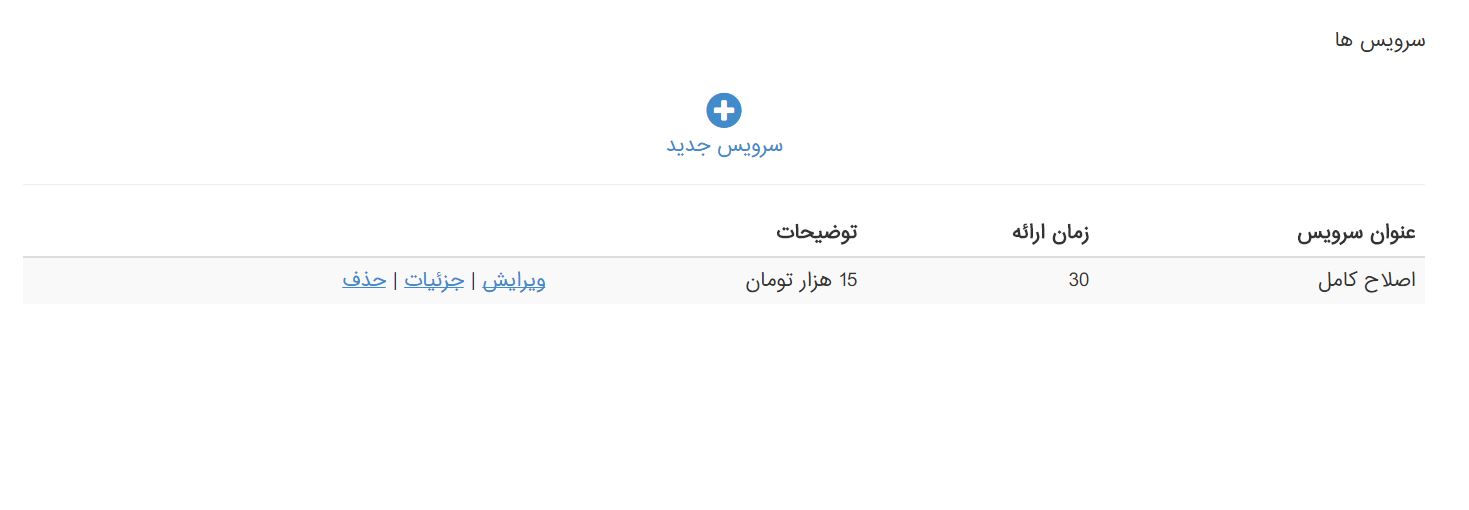 سرویس ها
سرویس جدید
عنوان سرویس زمان ارائه توضیحات
اصلاح کامل 30 15 هزار تومان ویرایش | جزئیات | حذف